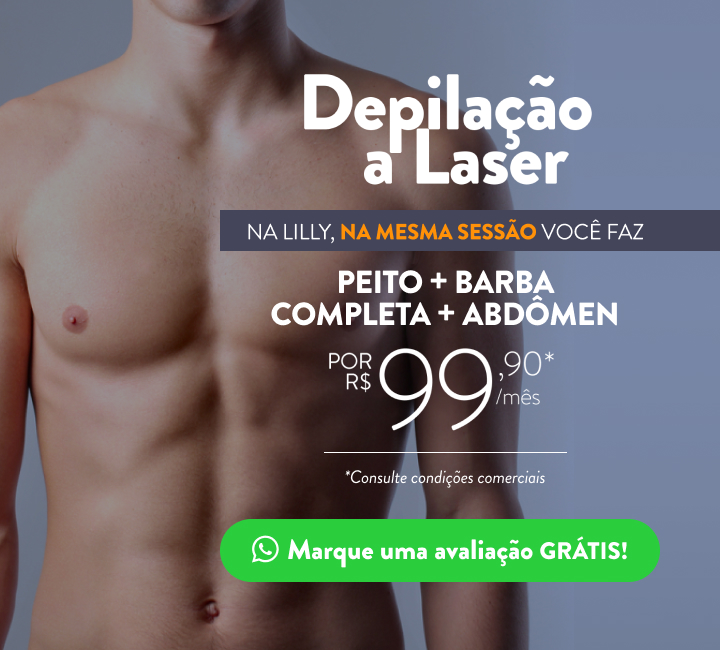 Depilação
a Laser
NA LILLY, NA MESMA SESSÃO VOCÊ FAZ
PEITO + BARBA
COMPLETA + ABDÔMEN
POR
R$ 99,90*
/mês
*Consulte condições comerciais
Marque uma avaliação GRÁTIS!